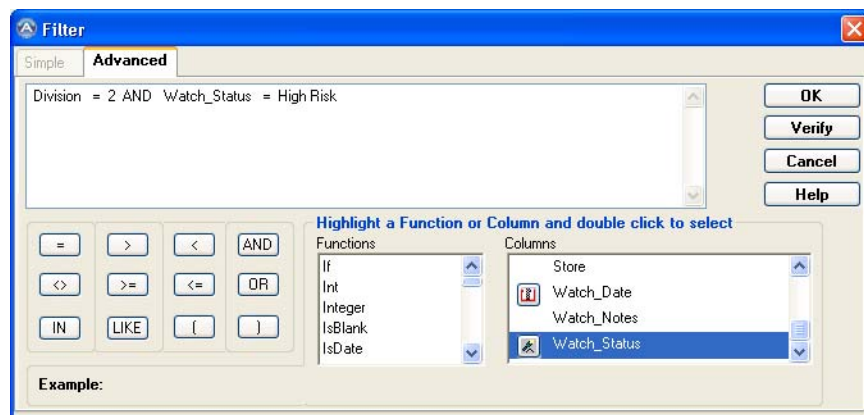 Filter
Simple Advanced
Division = 2 AND Watch_Status = High Risk
OK
Verify
Cancel
Help
= > < AND
<> >= <= OR
IN LIKE ( )
Highlight a Function or Column and double click to select
Functions
If
Int
Integer
IsBlank
IsDate
Columns
Store
Watch_Date
Watch_Notes
Watch_Status
Example: